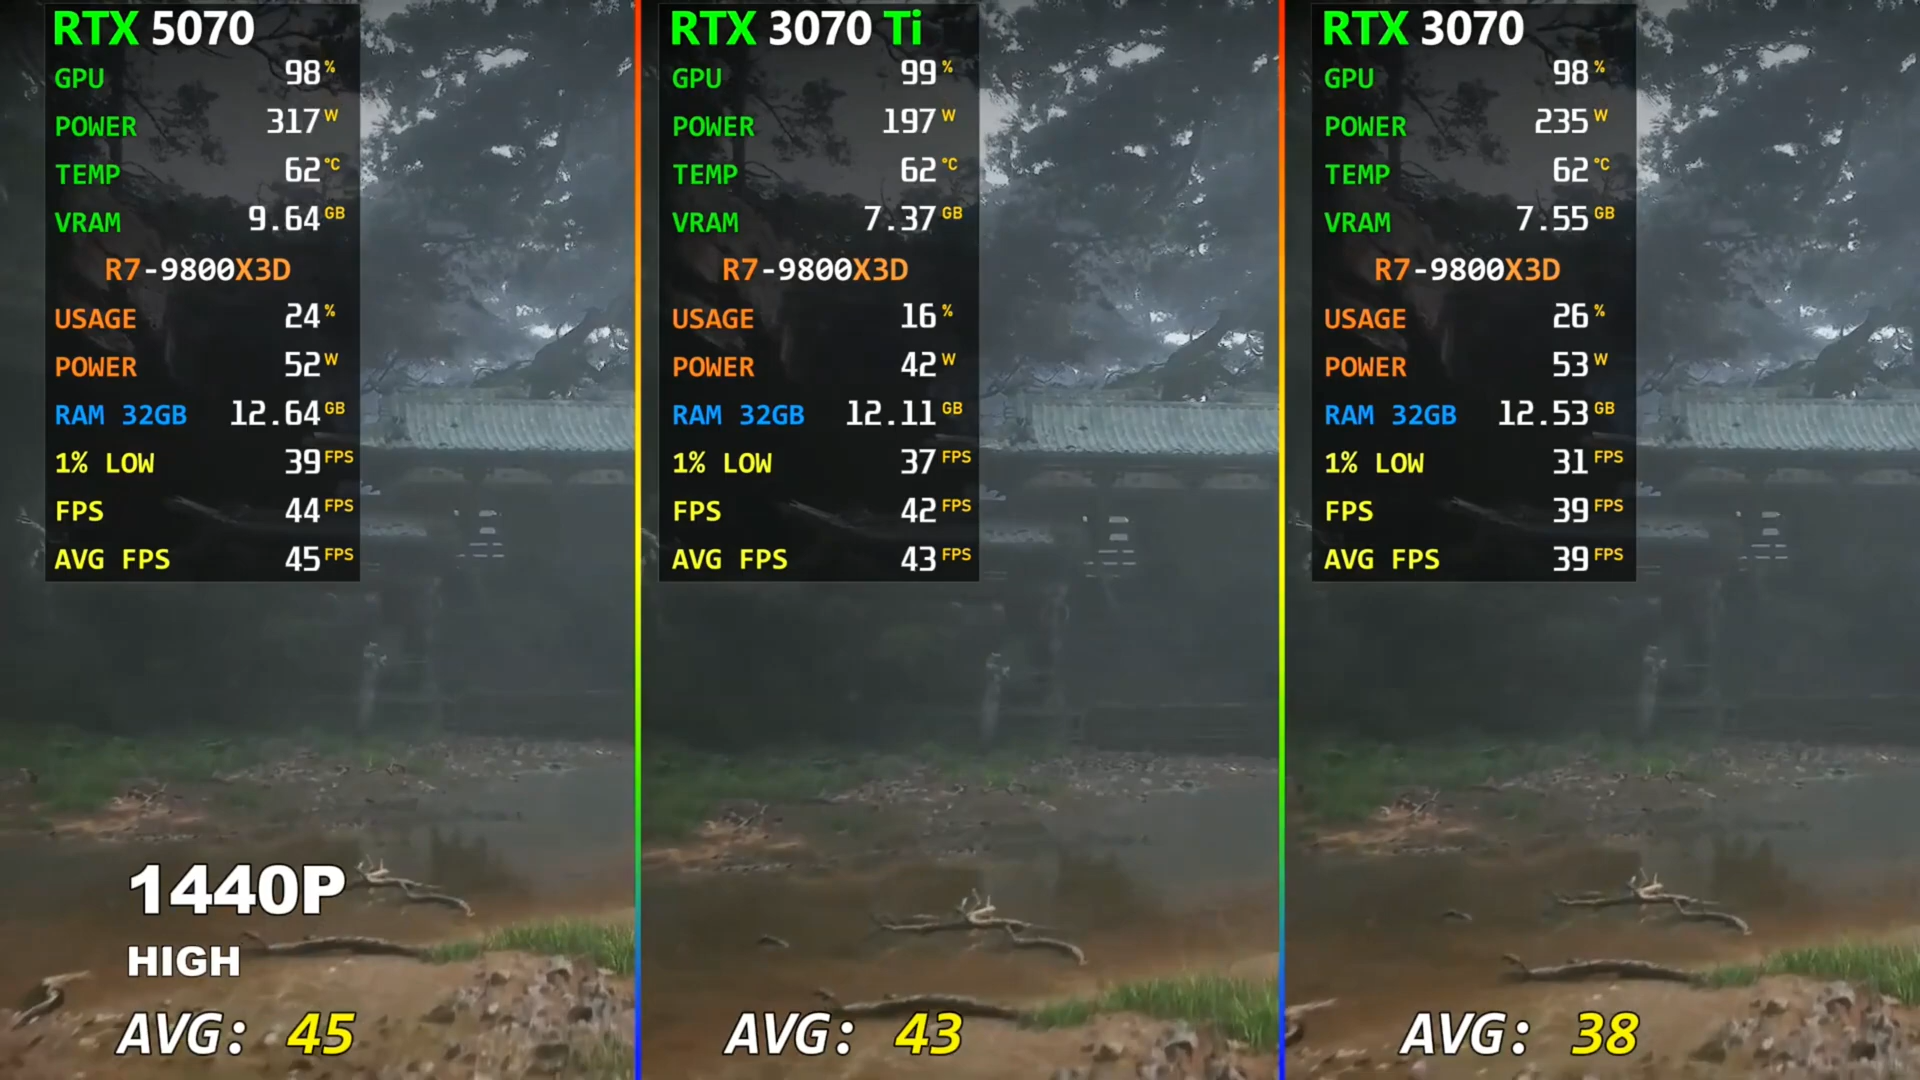 RTX 5070
GPU 98%
POWER 317W
TEMP 62°C
VRAM 9.64GB
R7-9800X3D
USAGE 24%
POWER 52W
RAM 32GB 12.64GB
1% LOW 39FPS
FPS 44FPS
AVG FPS 45FPS
1440P
HIGH
AVG: 45
RTX 3070 Ti
GPU 99%
POWER 197W
TEMP 62°C
VRAM 7.37GB
R7-9800X3D
USAGE 16%
POWER 42W
RAM 32GB 12.11GB
1% LOW 37FPS
FPS 42FPS
AVG FPS 43FPS
AVG: 43
RTX 3070
GPU 98%
POWER 235W
TEMP 62°C
VRAM 7.55GB
R7-9800X3D
USAGE 26%
POWER 53W
RAM 32GB 12.53GB
1% LOW 31FPS
FPS 39FPS
AVG FPS 39FPS
AVG: 38